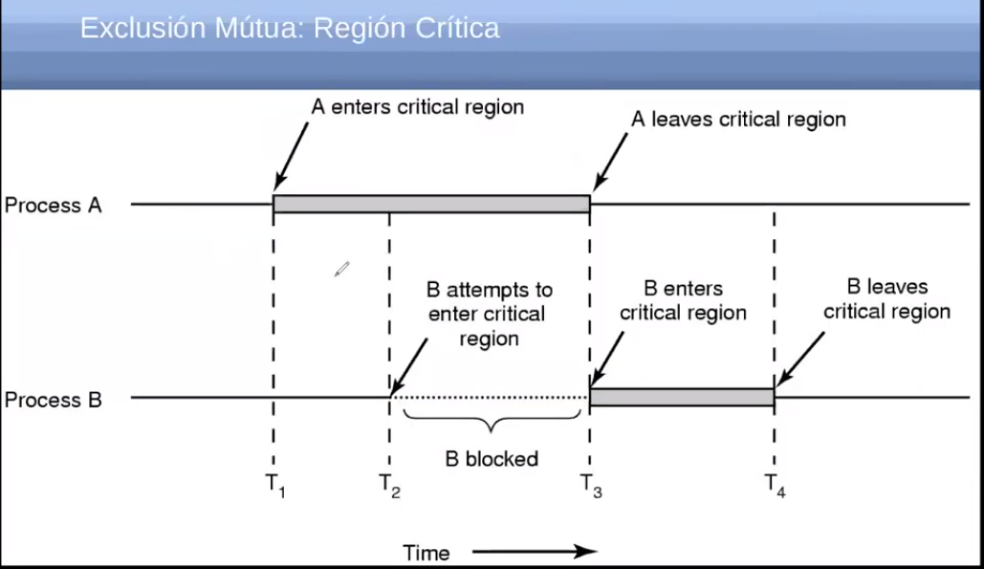 Exclusión Mútua: Región Crítica
A enters critical region
A leaves critical region
Process A
B attempts to
enter critical
region
B enters
critical region
B leaves
critical region
Process B
B blocked
T1
T2
T3
T4
Time